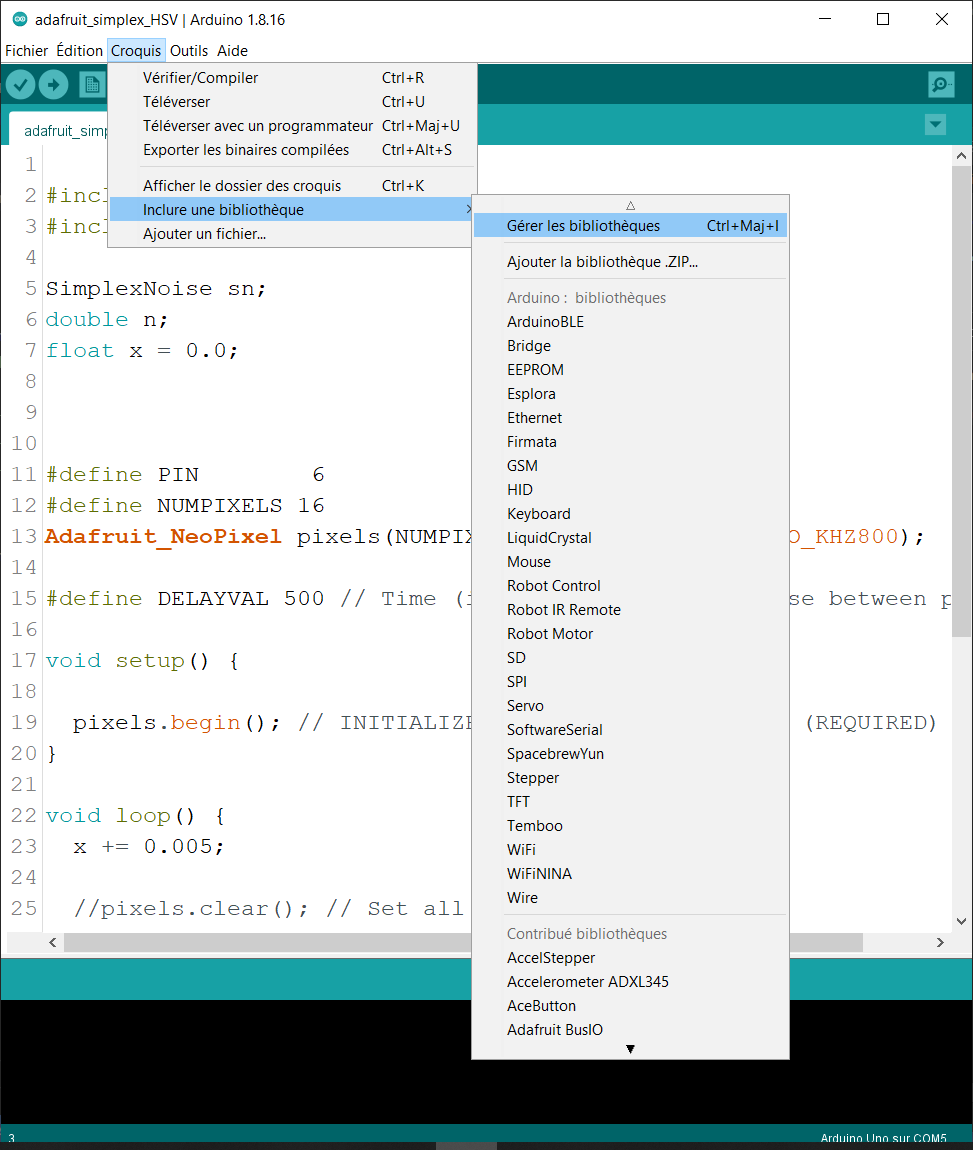 adafruit_simplex_HSV | Arduino 1.8.16
Fichier Édition Croquis Outils Aide
Vérifier/Compiler Ctrl+R
Téléverser Ctrl+U
Téléverser avec un programmateur Ctrl+Maj+U
Exporter les binaires compilées Ctrl+Alt+S
Afficher le dossier des croquis Ctrl+K
Inclure une bibliothèque
Ajouter un fichier...
Gérer les bibliothèques Ctrl+Maj+I
Ajouter la bibliothèque .ZIP...
Arduino : bibliothèques
ArduinoBLE
Bridge
EEPROM
Esplora
Ethernet
Firmata
GSM
HID
Keyboard
LiquidCrystal
Mouse
Robot Control
Robot IR Remote
Robot Motor
SD
SPI
Servo
SoftwareSerial
SpacebrewYun
Stepper
TFT
Temboo
WiFi
WiFiNINA
Wire
Contribué bibliothèques
AccelStepper
Accelerometer ADXL345
AceButton
Adafruit BusIO
adafruit_simp
1
2 #incl
3 #incl
4
5 SimplexNoise sn;
6 double n;
7 float x = 0.0;
8
9
10
11 #define PIN 6
12 #define NUMPIXELS 16
13 Adafruit_NeoPixel pixels(NUMPIX O_KHZ800);
14
15 #define DELAYVAL 500 // Time (i se between p
16
17 void setup() {
18
19 pixels.begin(); // INITIALIZE (REQUIRED)
20 }
21
22 void loop() {
23 x += 0.005;
24
25 //pixels.clear(); // Set all
3 Arduino Uno sur COM5